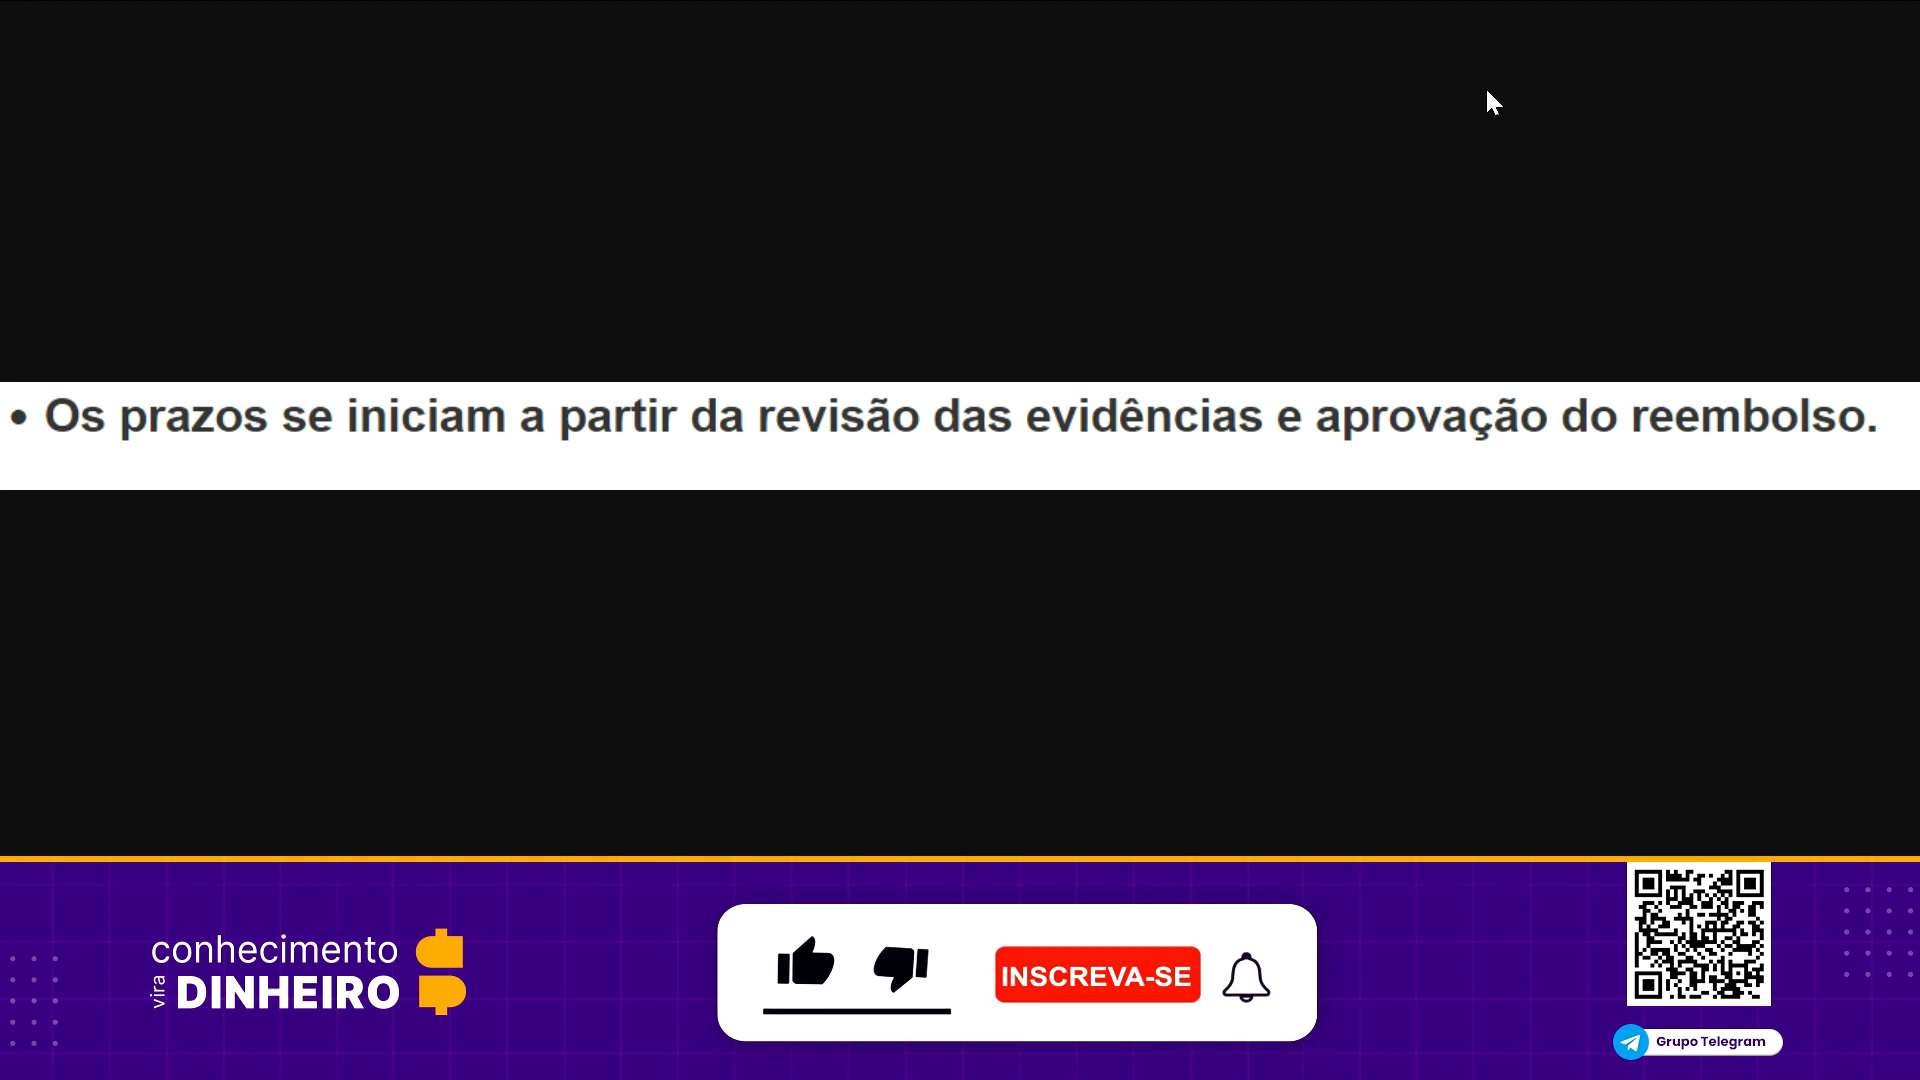 • Os prazos se iniciam a partir da revisão das evidências e aprovação do reembolso.
conhecimento
vira DINHEIRO
INSCREVA-SE
Grupo Telegram